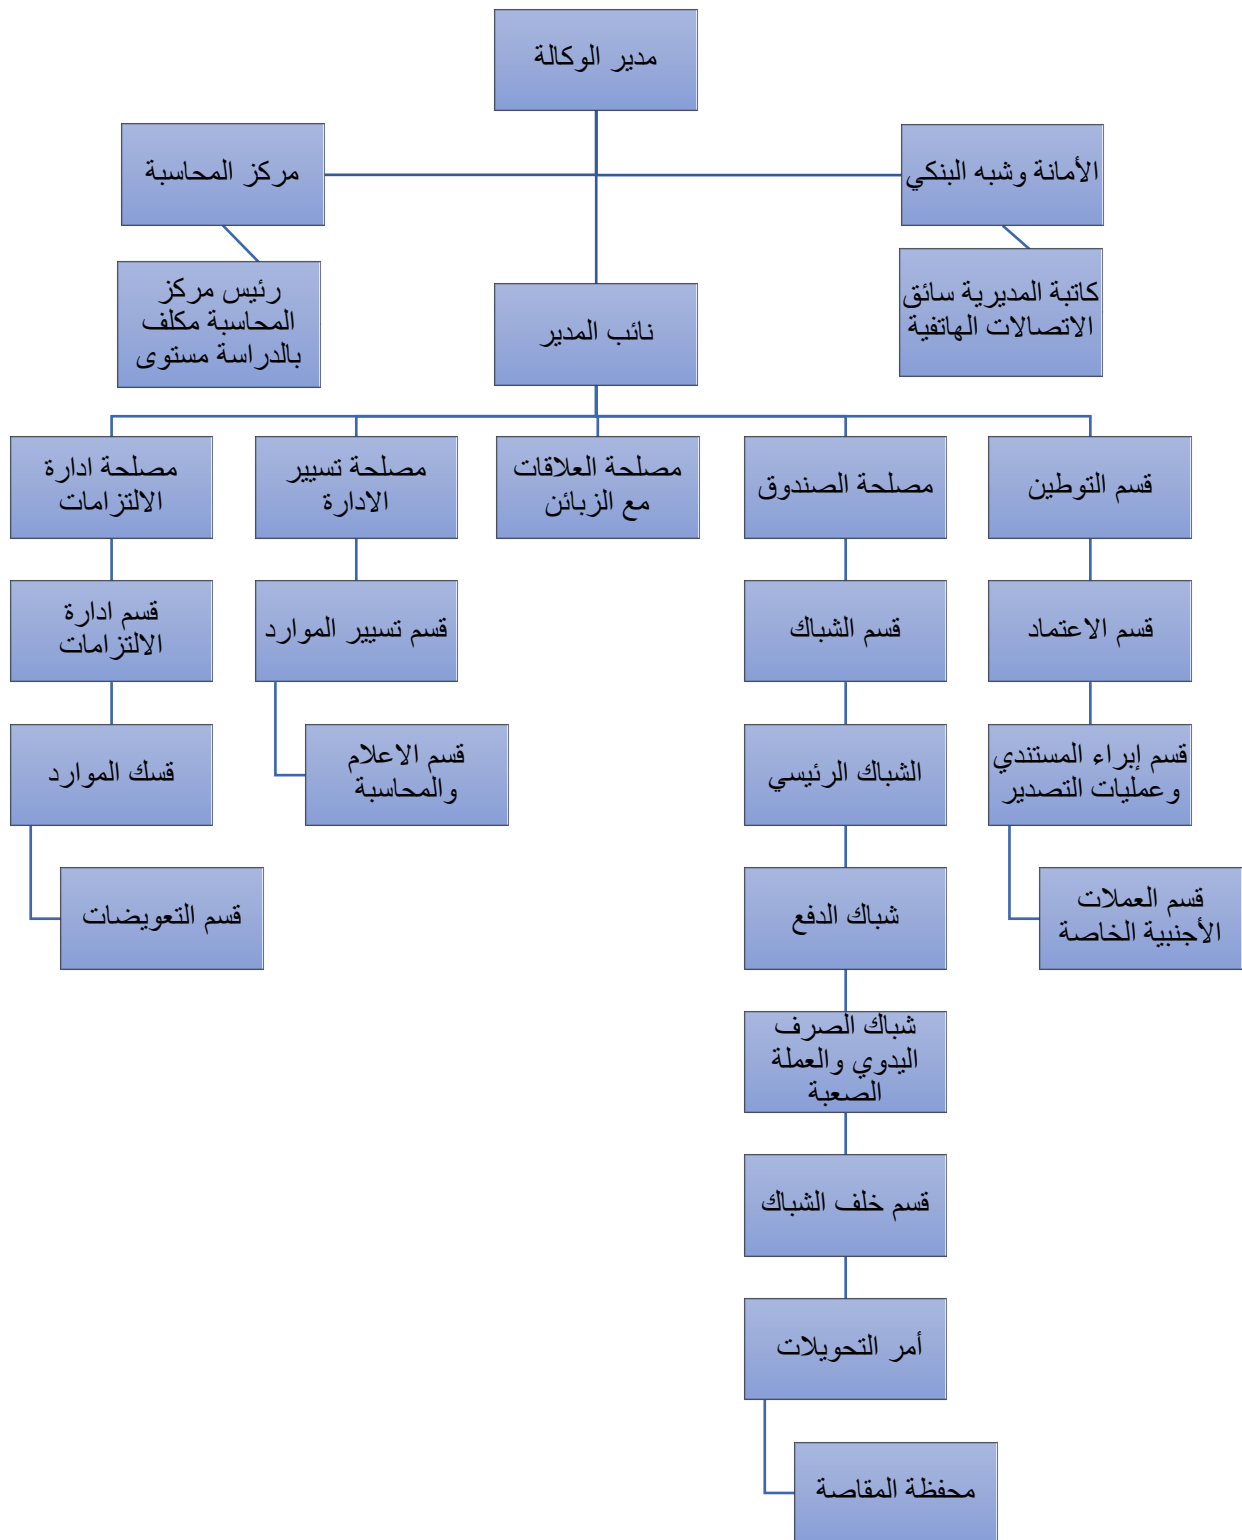 مدير الوكالة
الأمانة وشبه البنكي
مركز المحاسبة
كاتبة المديرية سائق
الاتصالات الهاتفية
رئيس مركز
المحاسبة مكلف
بالدراسة مستوى
نائب المدير
قسم التوطين
مصلحة الصندوق
مصلحة العلاقات
مع الزبائن
مصلحة تسيير
الادارة
مصلحة ادارة
الالتزامات
قسم الاعتماد
قسم الشباك
قسم تسيير الموارد
قسم ادارة
الالتزامات
قسم إبراء المستندي
وعمليات التصدير
الشباك الرئيسي
قسم الاعلام
والمحاسبة
قسك الموارد
قسم العملات
الأجنبية الخاصة
شباك الدفع
قسم التعويضات
شباك الصرف
اليدوي والعملة
الصعبة
قسم خلف الشباك
أمر التحويلات
محفظة المقاصة